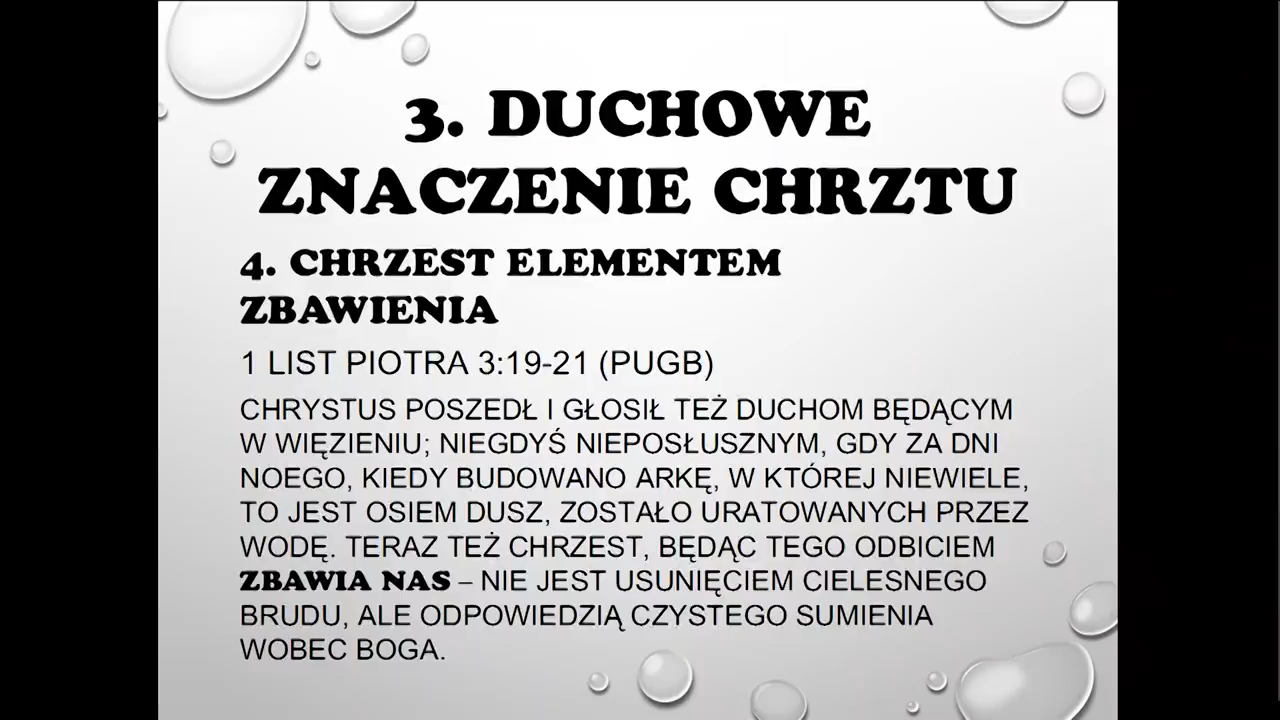 3. DUCHOWE
ZNACZENIE CHRZTU
4. CHRZEST ELEMENTEM
ZBAWIENIA
1 LIST PIOTRA 3:19-21 (PUGB)
CHRYSTUS POSZEDŁ I GŁOSIŁ TEŻ DUCHOM BĘDĄCYM
W WIĘZIENIU; NIEGDYŚ NIEPOSŁUSZNYM, GDY ZA DNI
NOEGO, KIEDY BUDOWANO ARKĘ, W KTÓREJ NIEWIELE,
TO JEST OSIEM DUSZ, ZOSTAŁO URATOWANYCH PRZEZ
WODĘ. TERAZ TEŻ CHRZEST, BĘDĄC TEGO ODBICIEM
ZBAWIA NAS – NIE JEST USUNIĘCIEM CIELESNEGO
BRUDU, ALE ODPOWIEDZIĄ CZYSTEGO SUMIENIA
WOBEC BOGA.